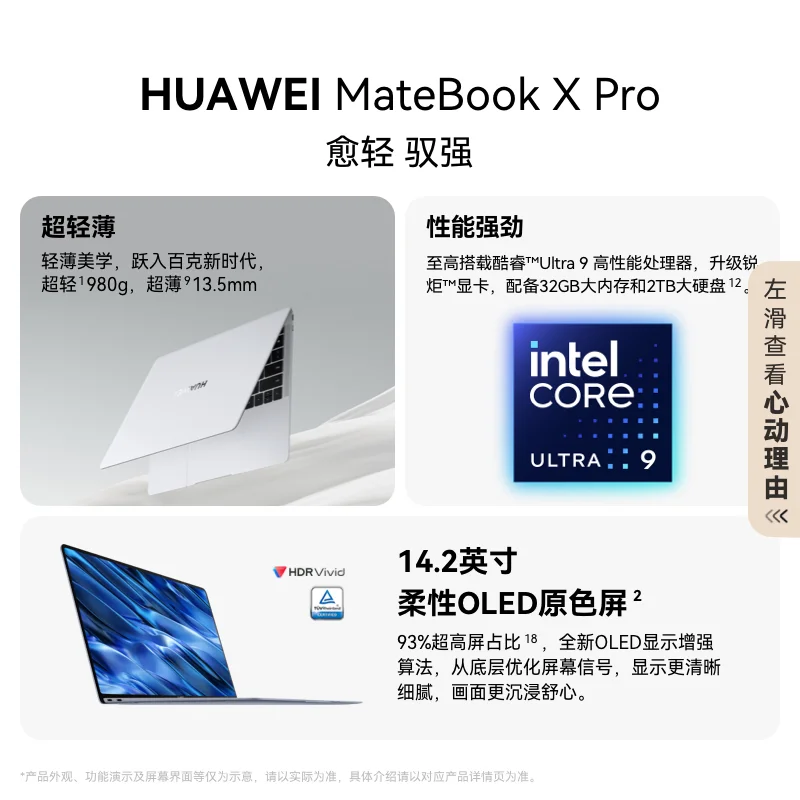 HUAWEI MateBook X Pro
愈轻 驭强
超轻薄
轻薄美学，跃入百克新时代，
超轻¹980g，超薄⁹13.5mm
HUAWEI
性能强劲
至高搭载酷睿™Ultra 9 高性能处理器，升级锐
炬™显卡，配备32GB大内存和2TB大硬盘¹²。
intel
CORE
ULTRA 9
左滑查看心动理由
HDR Vivid
TÜVRheinland
CERTIFIED
14.2英寸
柔性OLED原色屏²
93%超高屏占比¹⁸，全新OLED显示增强
算法，从底层优化屏幕信号，显示更清晰
细腻，画面更沉浸舒心。
*产品外观、功能演示及屏幕界面等仅为示意，请以实际为准，具体介绍请以对应产品详情页为准。